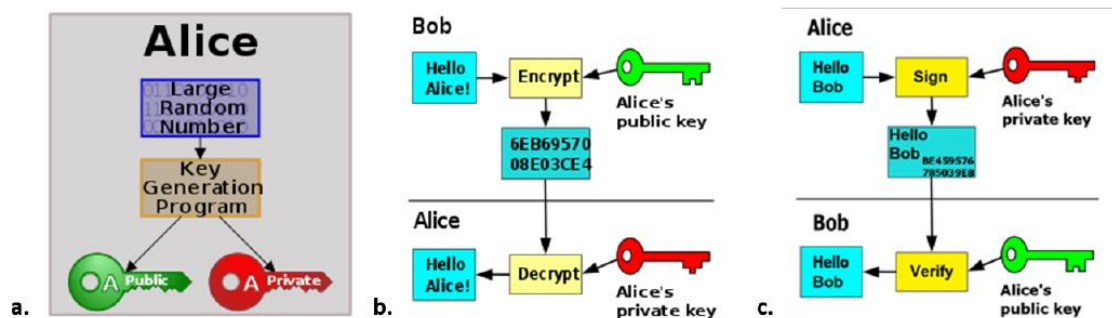 Alice
Large
Random
Number
Key
Generation
Program
A Public
A Private
a.
Bob
Hello
Alice!
Encrypt
Alice's
public key
6EB69570
08E03CE4
Alice
Hello
Alice!
Decrypt
Alice's
private key
b.
Alice
Hello
Bob
Sign
Alice's
private key
Hello
Bob
BE459576
785039E8
Bob
Hello
Bob
Verify
Alice's
public key
c.